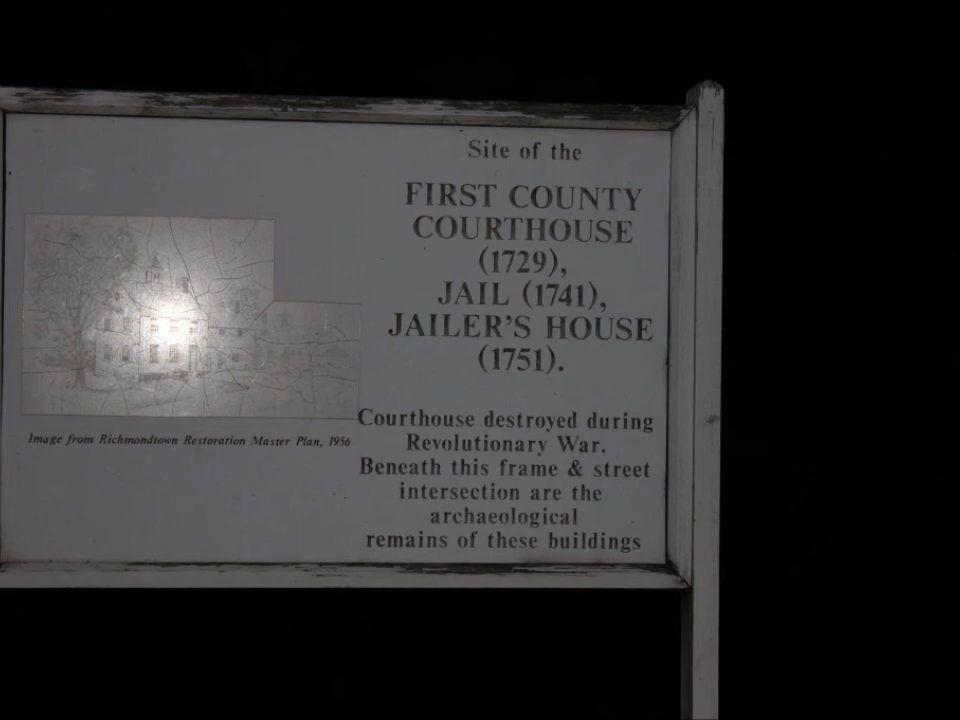 Site of the
FIRST COUNTY
COURTHOUSE
(1729),
JAIL (1741),
JAILER'S HOUSE
(1751).
Courthouse destroyed during
Revolutionary War.
Beneath this frame & street
intersection are the
archaeological
remains of these buildings
Image from Richmondtown Restoration Master Plan, 1956